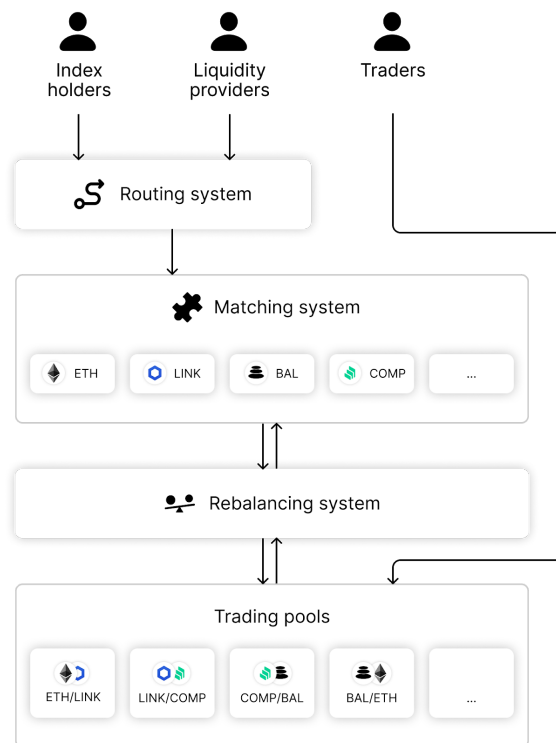 Index
holders
Liquidity
providers
Traders
Routing system
Matching system
ETH
LINK
BAL
COMP
...
Rebalancing system
Trading pools
ETH/LINK
LINK/COMP
COMP/BAL
BAL/ETH
...